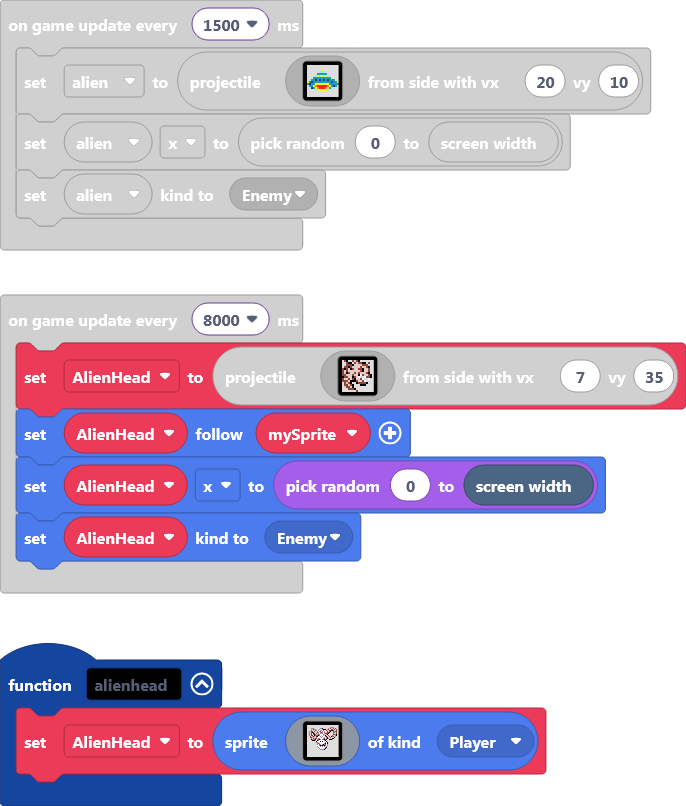 on game update every 1500 ms
set alien to projectile from side with vx 20 vy 10
set alien x to pick random 0 to screen width
set alien kind to Enemy
on game update every 8000 ms
set AlienHead to projectile from side with vx 7 vy 35
set AlienHead follow mySprite
set AlienHead x to pick random 0 to screen width
set AlienHead kind to Enemy
function alienhead
set AlienHead to sprite of kind Player